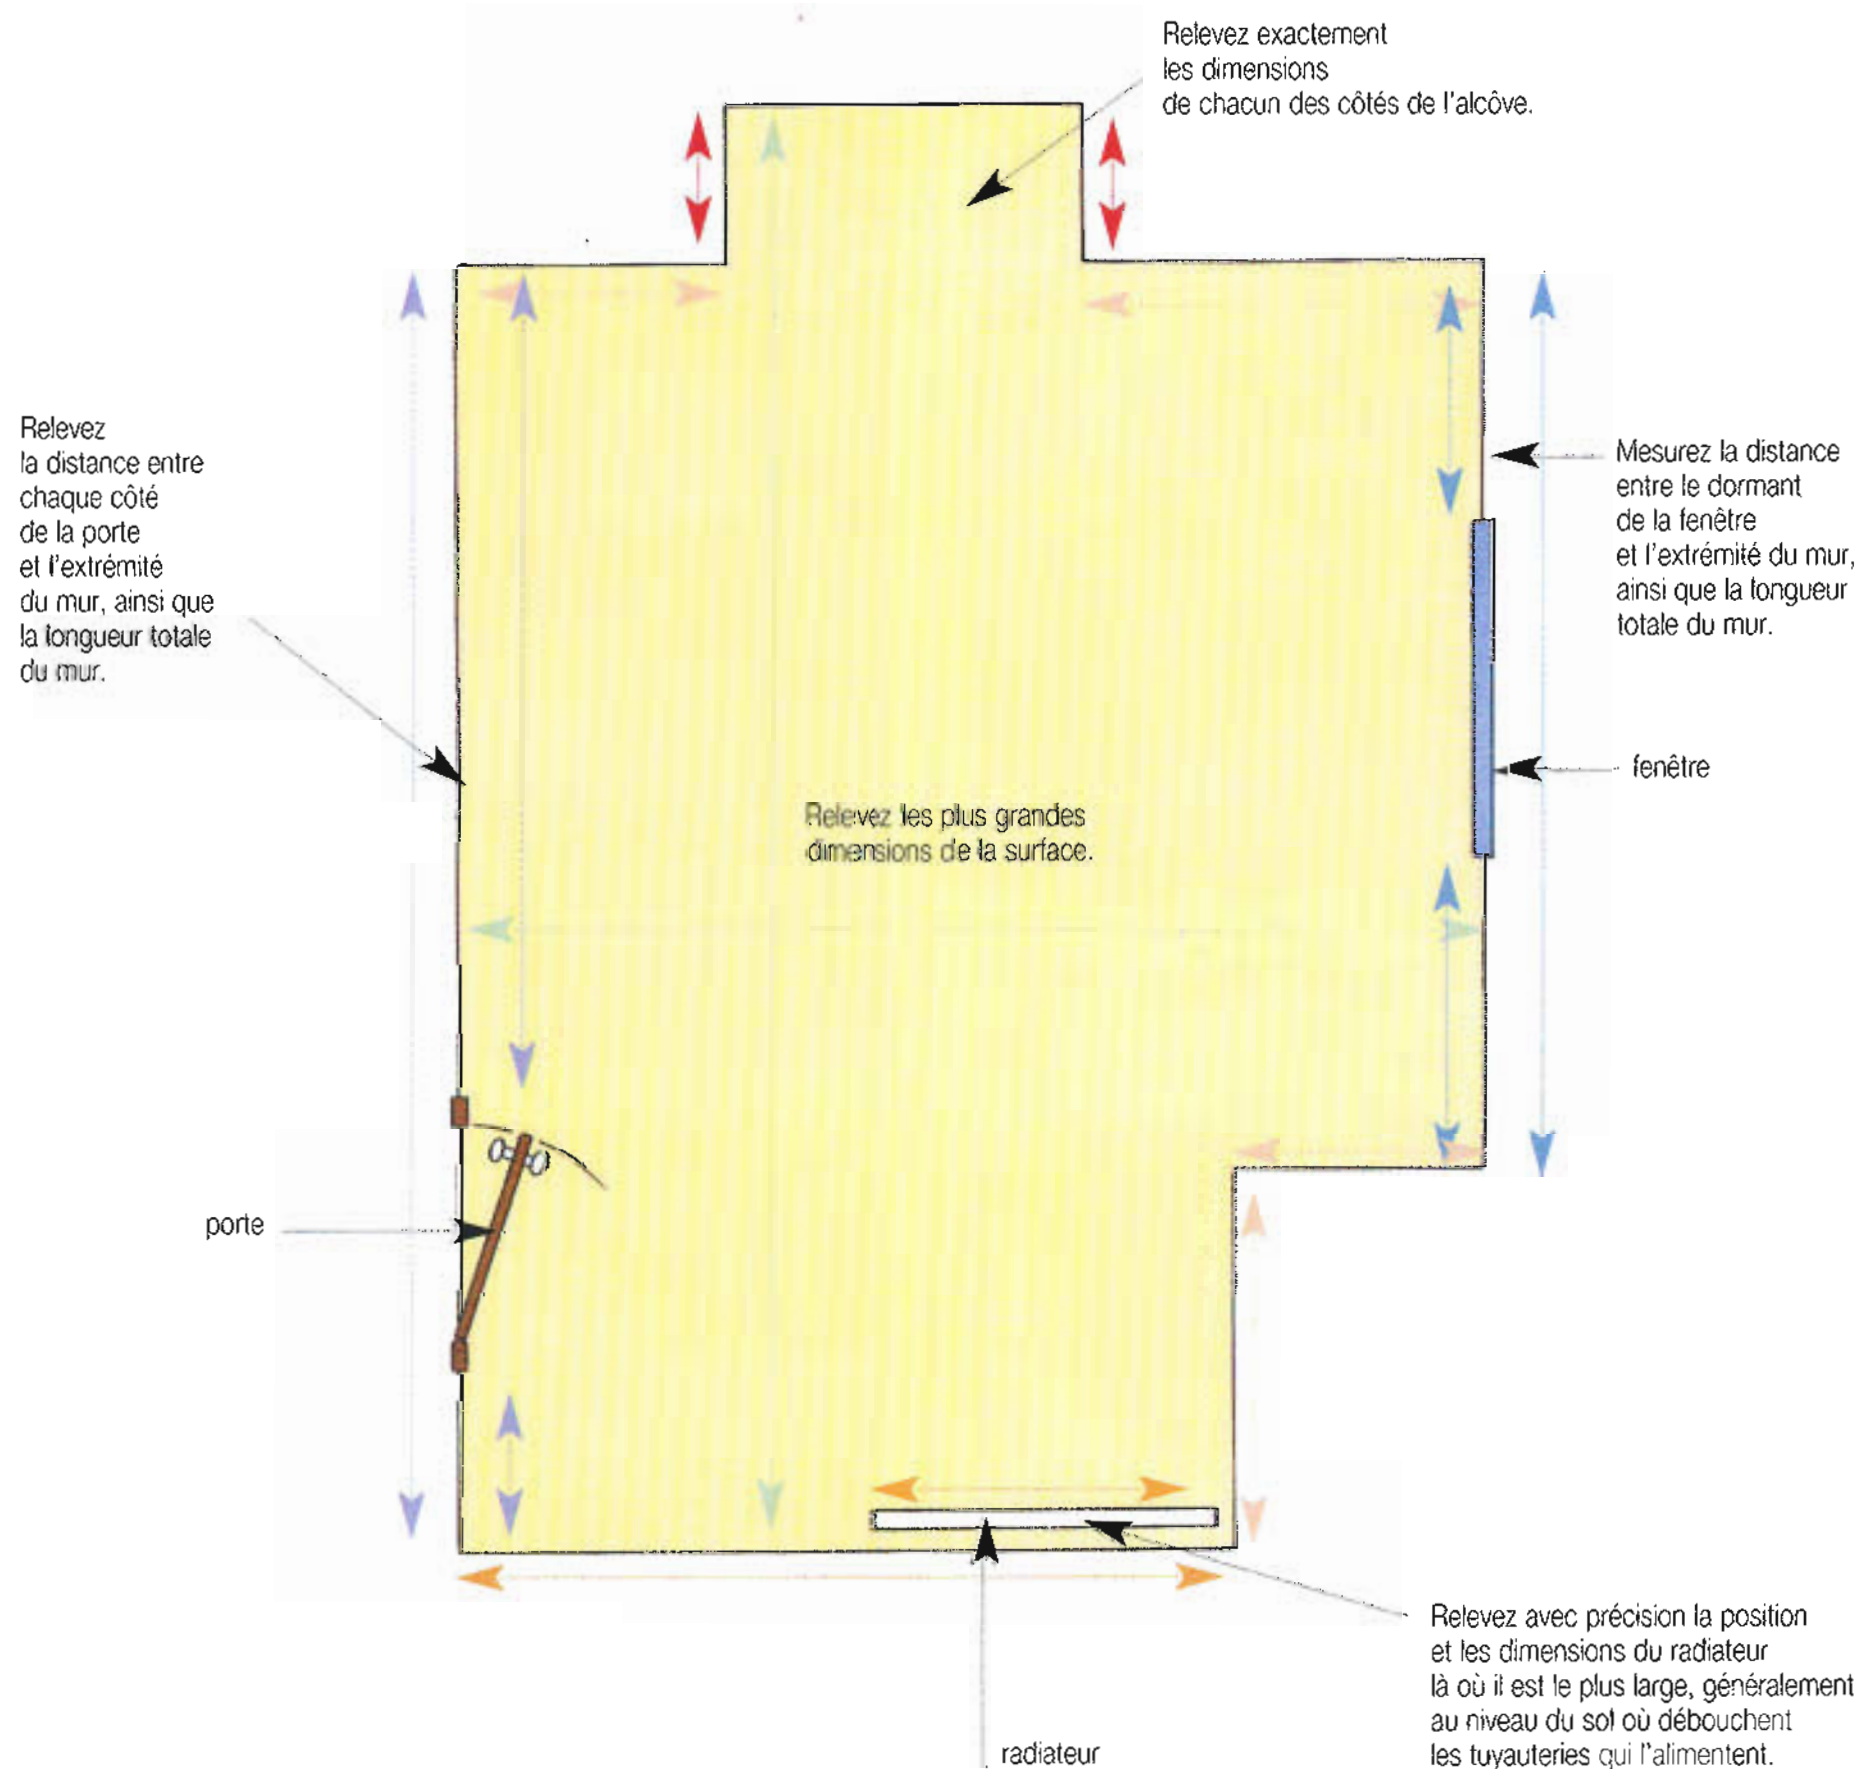 Relevez exactement
les dimensions
de chacun des côtés de l'alcôve.
Relevez
la distance entre
chaque côté
de la porte
et l'extrémité
du mur, ainsi que
la longueur totale
du mur.
Mesurez la distance
entre le dormant
de la fenêtre
et l'extrémité du mur,
ainsi que la longueur
totale du mur.
fenêtre
Relevez les plus grandes
dimensions de la surface.
porte
Relevez avec précision la position
et les dimensions du radiateur
là où il est le plus large, généralement
au niveau du sol où débouchent
les tuyauteries qui l'alimentent.
radiateur